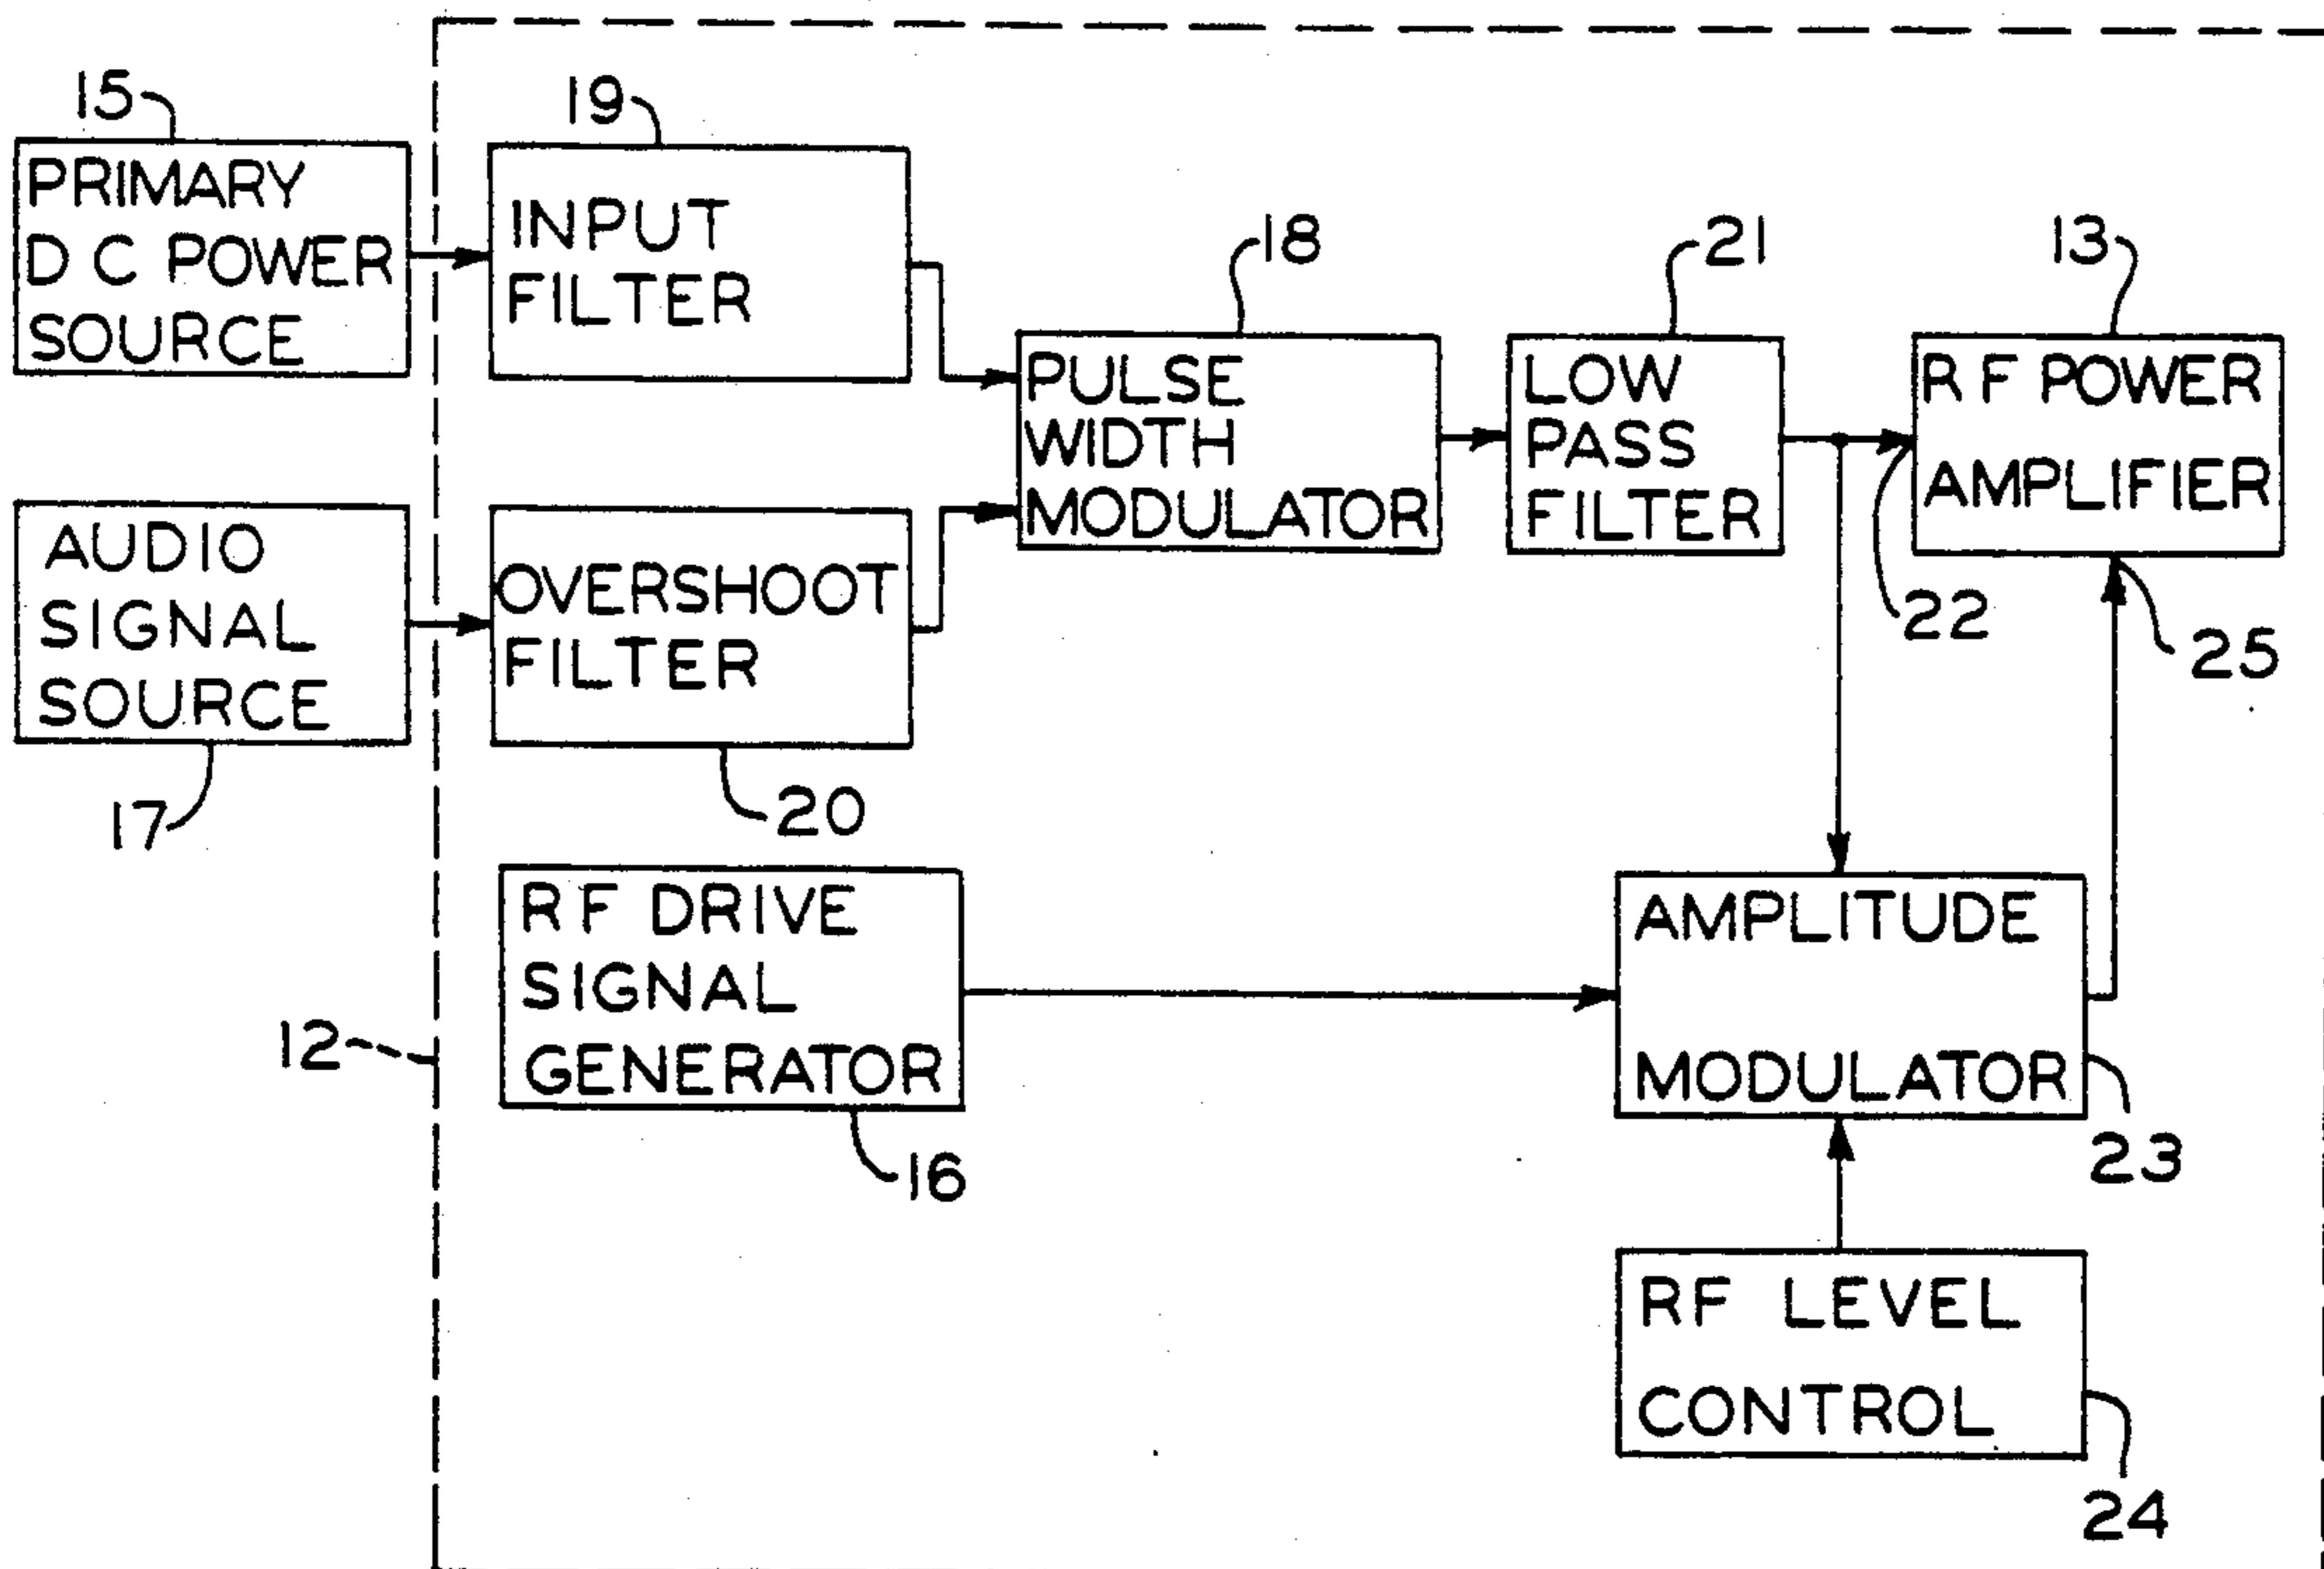 15
PRIMARY
D C POWER
SOURCE
19
INPUT
FILTER
18
PULSE
WIDTH
MODULATOR
21
LOW
PASS
FILTER
13
R F POWER
AMPLIFIER
22
25
AUDIO
SIGNAL
SOURCE
17
OVERSHOOT
FILTER
20
12
R F DRIVE
SIGNAL
GENERATOR
16
AMPLITUDE
MODULATOR
23
RF LEVEL
CONTROL
24